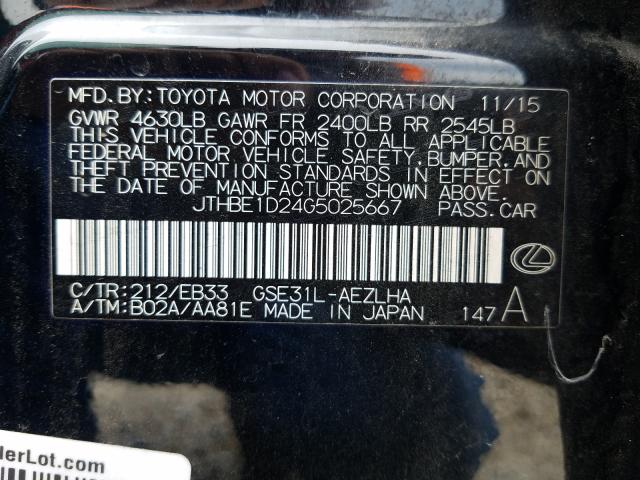 MFD.BY:TOYOTA MOTOR CORPORATION 11/15
GVWR 4630LB GAWR FR 2400LB RR 2545LB
THIS VEHICLE CONFORMS TO ALL APPLICABLE
FEDERAL MOTOR VEHICLE SAFETY,BUMPER,AND
THEFT PREVENTION STANDARDS IN EFFECT ON
THE DATE OF MANUFACTURE SHOWN ABOVE.
JTHBE1D24G5025667 PASS.CAR
C/TR:212/EB33 GSE31L-AEZLHA
A/TM:B02A/AA81E MADE IN JAPAN 147 A
lerLot.com